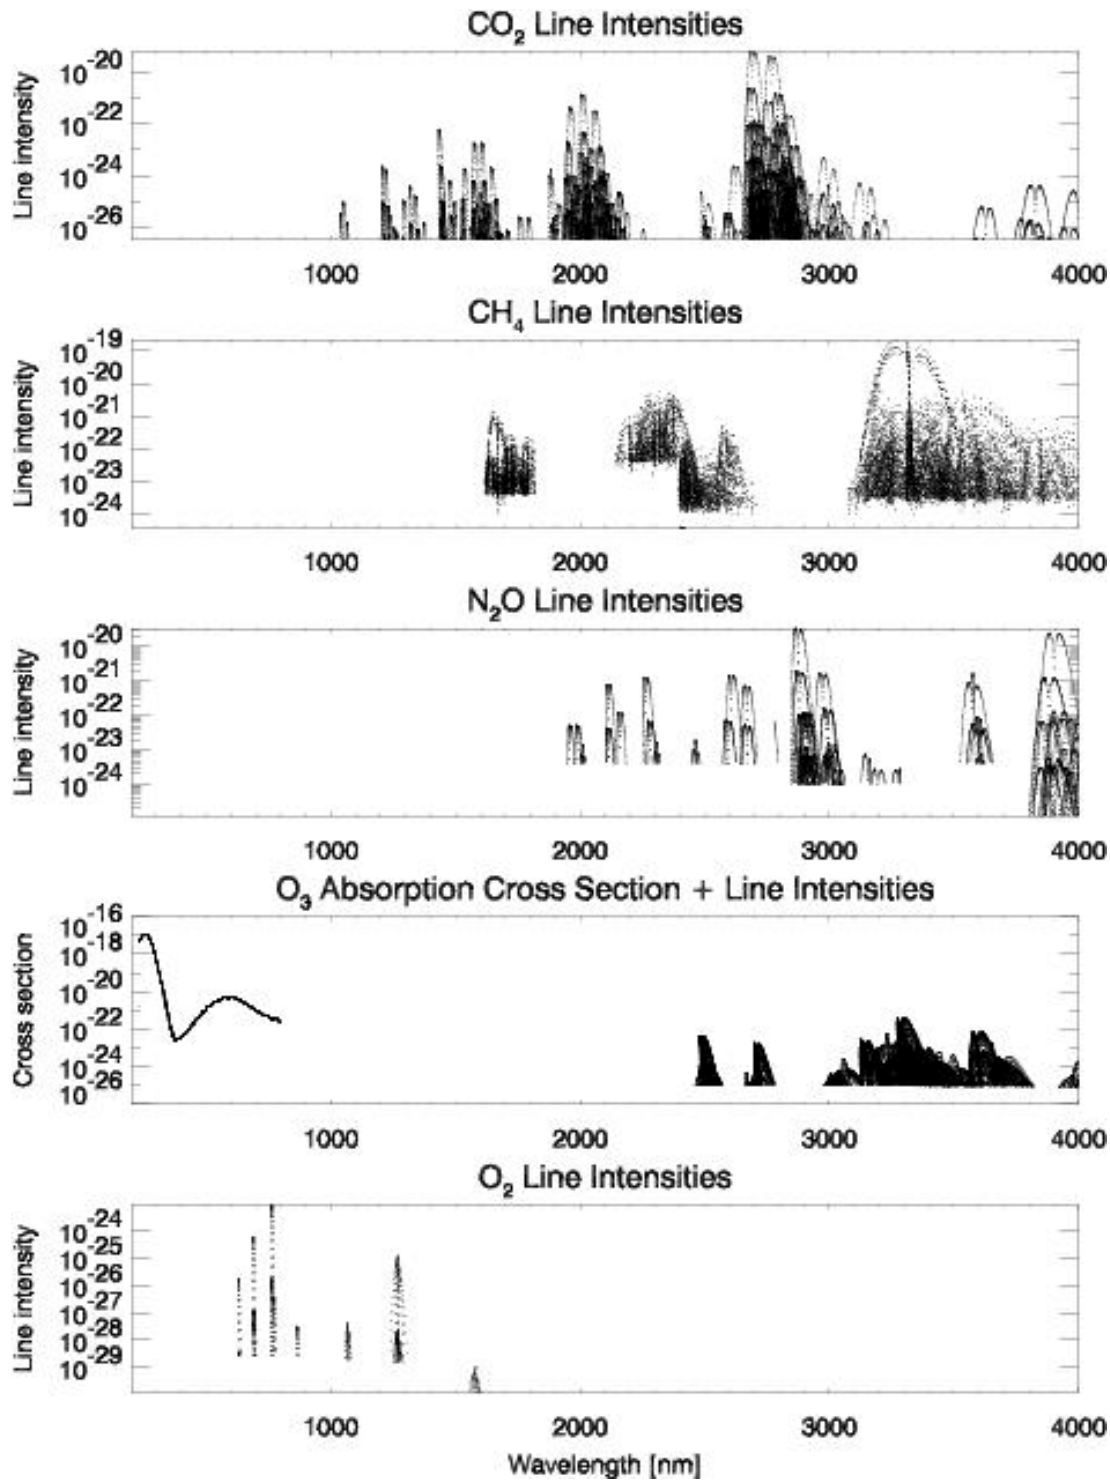 CO₂ Line Intensities
Line intensity
10⁻²⁰
10⁻²²
10⁻²⁴
10⁻²⁶
1000 2000 3000 4000
CH₄ Line Intensities
Line intensity
10⁻¹⁹
10⁻²⁰
10⁻²¹
10⁻²²
10⁻²³
10⁻²⁴
1000 2000 3000 4000
N₂O Line Intensities
Line intensity
10⁻²⁰
10⁻²¹
10⁻²²
10⁻²³
10⁻²⁴
1000 2000 3000 4000
O₃ Absorption Cross Section + Line Intensities
Cross section
10⁻¹⁶
10⁻¹⁸
10⁻²⁰
10⁻²²
10⁻²⁴
10⁻²⁶
1000 2000 3000 4000
O₂ Line Intensities
Line intensity
10⁻²⁴
10⁻²⁵
10⁻²⁶
10⁻²⁷
10⁻²⁸
10⁻²⁹
1000 2000 3000 4000
Wavelength [nm]